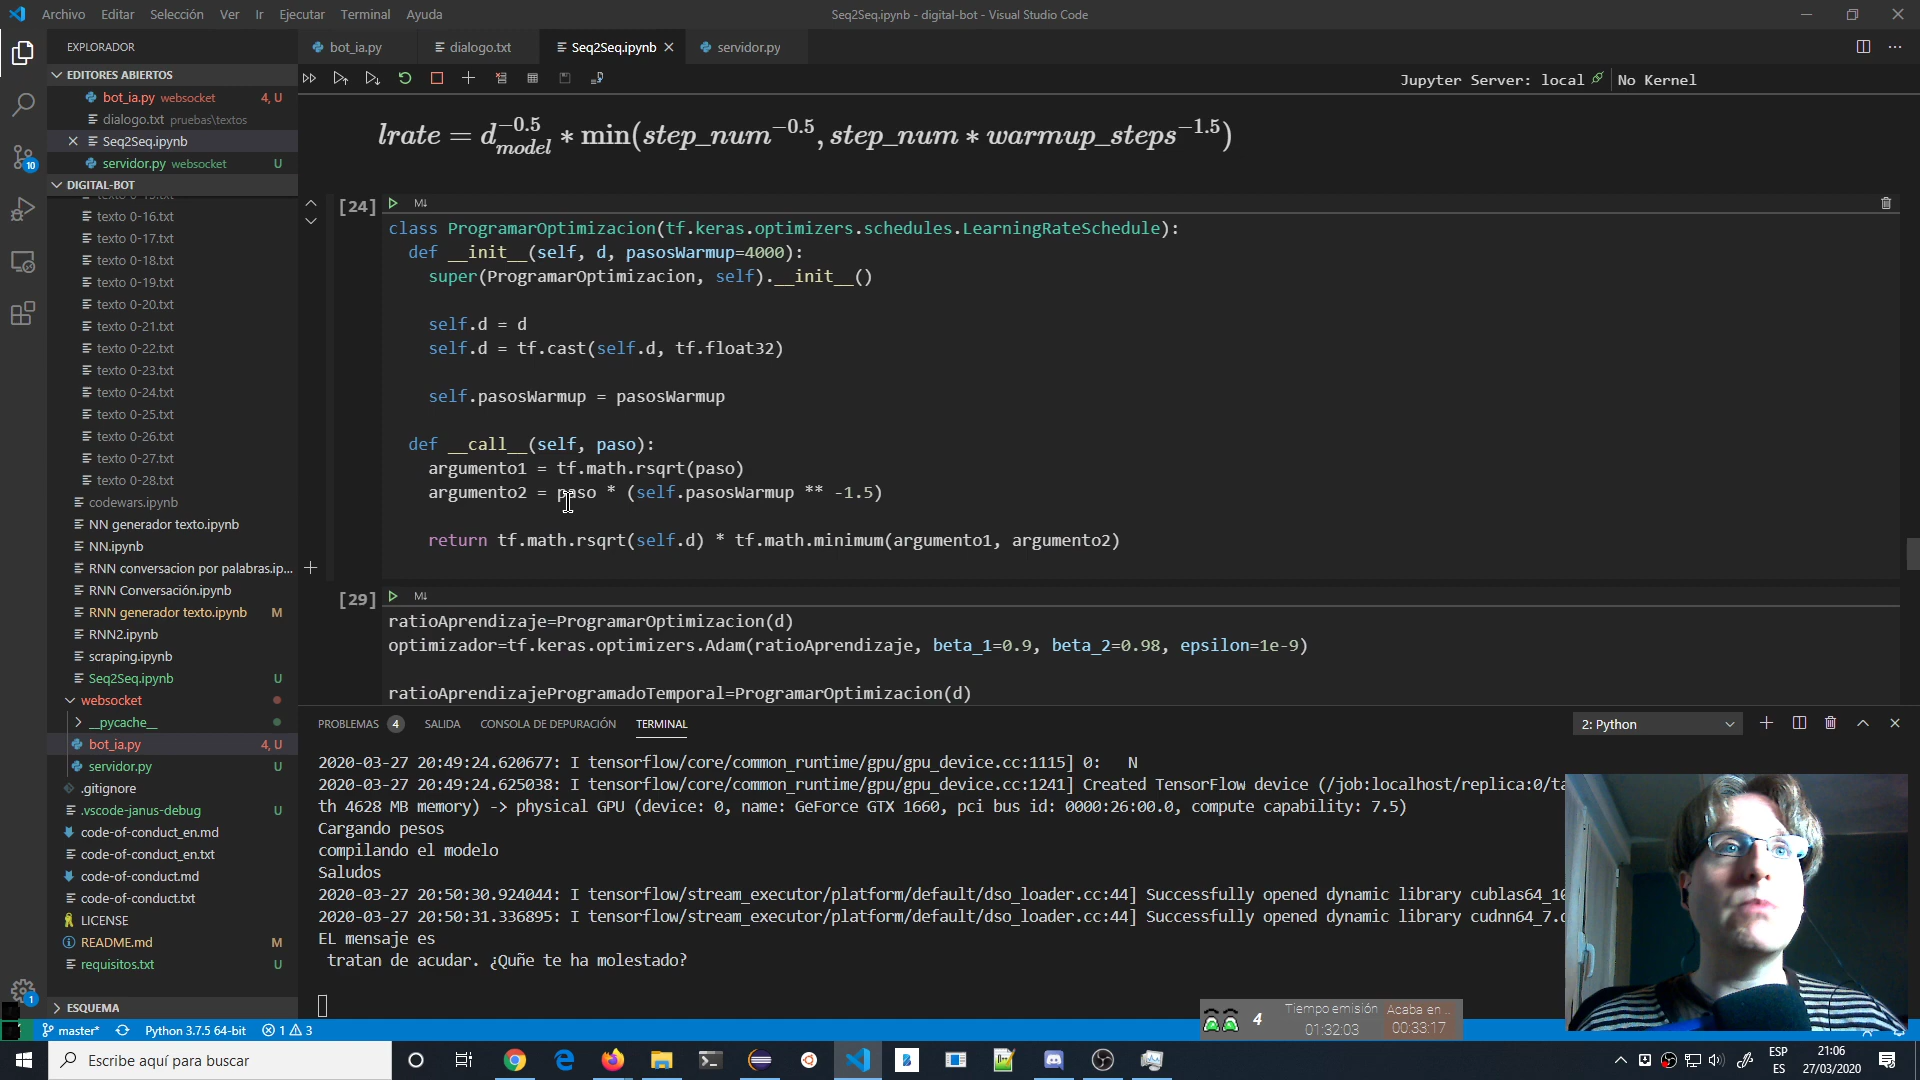 Archivo Editar Selección Ver Ir Ejecutar Terminal Ayuda
Seq2Seq.ipynb - digital-bot - Visual Studio Code
EXPLORADOR
EDITORES ABIERTOS
bot_ia.py websocket 4, U
dialogo.txt pruebas\textos
Seq2Seq.ipynb
servidor.py websocket U
DIGITAL-BOT
texto 0-16.txt
texto 0-17.txt
texto 0-18.txt
texto 0-19.txt
texto 0-20.txt
texto 0-21.txt
texto 0-22.txt
texto 0-23.txt
texto 0-24.txt
texto 0-25.txt
texto 0-26.txt
texto 0-27.txt
texto 0-28.txt
codewars.ipynb
NN generador texto.ipynb
NN.ipynb
RNN conversacion por palabras.ip...
RNN Conversación.ipynb
RNN generador texto.ipynb M
RNN2.ipynb
scraping.ipynb
Seq2Seq.ipynb U
websocket
__pycache__
bot_ia.py 4, U
servidor.py U
.gitignore
.vscode-janus-debug U
code-of-conduct_en.md
code-of-conduct_en.txt
code-of-conduct.md
code-of-conduct.txt
LICENSE
README.md M
requisitos.txt U
ESQUEMA
10
1
bot_ia.py dialogo.txt Seq2Seq.ipynb servidor.py
Jupyter Server: local No Kernel
lrate = d_{model}^{-0.5} * min(step_num^{-0.5}, step_num * warmup_steps^{-1.5})
[24]
M↓
class ProgramarOptimizacion(tf.keras.optimizers.schedules.LearningRateSchedule):
def __init__(self, d, pasosWarmup=4000):
super(ProgramarOptimizacion, self).__init__()
self.d = d
self.d = tf.cast(self.d, tf.float32)
self.pasosWarmup = pasosWarmup
def __call__(self, paso):
argumento1 = tf.math.rsqrt(paso)
argumento2 = paso * (self.pasosWarmup ** -1.5)
return tf.math.rsqrt(self.d) * tf.math.minimum(argumento1, argumento2)
[29]
M↓
ratioAprendizaje=ProgramarOptimizacion(d)
optimizador=tf.keras.optimizers.Adam(ratioAprendizaje, beta_1=0.9, beta_2=0.98, epsilon=1e-9)
ratioAprendizajeProgramadoTemporal=ProgramarOptimizacion(d)
PROBLEMAS 4 SALIDA CONSOLA DE DEPURACIÓN TERMINAL 2: Python
2020-03-27 20:49:24.620677: I tensorflow/core/common_runtime/gpu/gpu_device.cc:1115] 0: N
2020-03-27 20:49:24.625038: I tensorflow/core/common_runtime/gpu/gpu_device.cc:1241] Created TensorFlow device (/job:localhost/replica:0/ta
th 4628 MB memory) -> physical GPU (device: 0, name: GeForce GTX 1660, pci bus id: 0000:26:00.0, compute capability: 7.5)
Cargando pesos
compilando el modelo
Saludos
2020-03-27 20:50:30.924044: I tensorflow/stream_executor/platform/default/dso_loader.cc:44] Successfully opened dynamic library cublas64_10
2020-03-27 20:50:31.336895: I tensorflow/stream_executor/platform/default/dso_loader.cc:44] Successfully opened dynamic library cudnn64_7.d
EL mensaje es
tratan de acudar. ¿Quñe te ha molestado?
4 Tiempo emisión 01:32:03 Acaba en .. 00:33:17
master* Python 3.7.5 64-bit 1 3
Escribe aquí para buscar
ESP
ES
21:06
27/03/2020